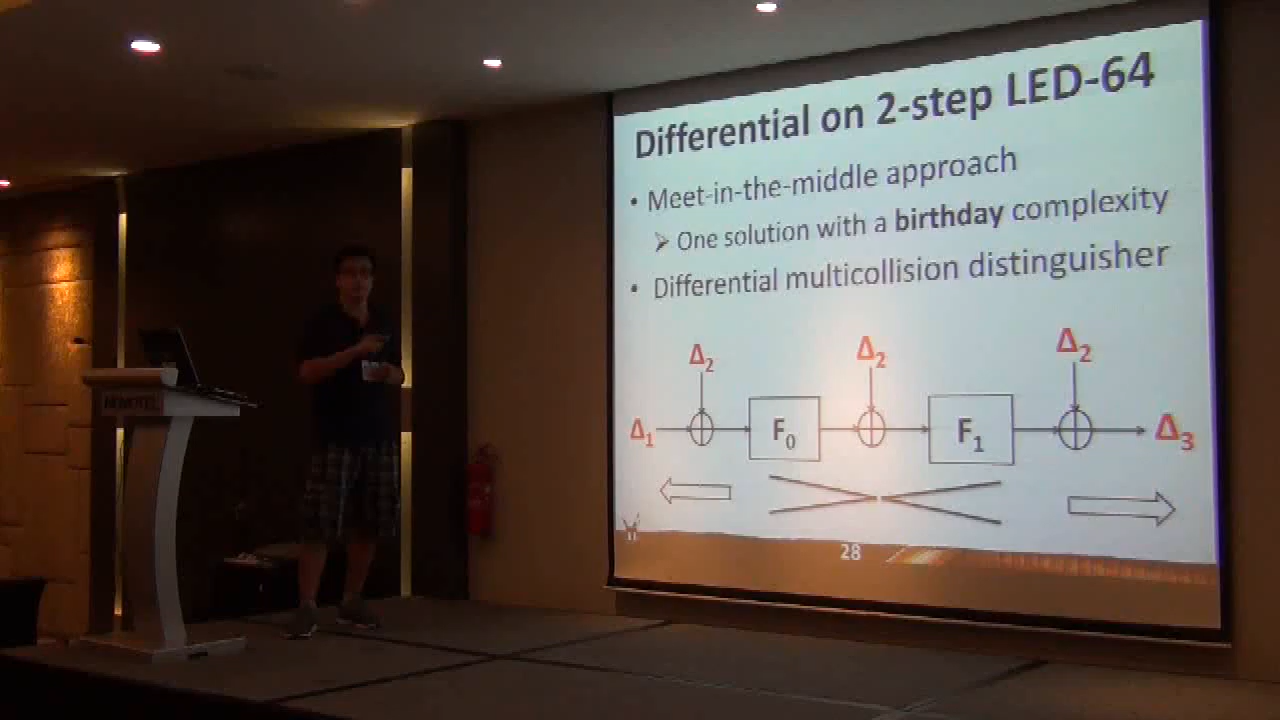 Differential on 2-step LED-64
• Meet-in-the-middle approach
➢ One solution with a birthday complexity
• Differential multicollision distinguisher
Δ2 Δ2 Δ2
Δ1 F0 F1 Δ3
28
NOVOTEL